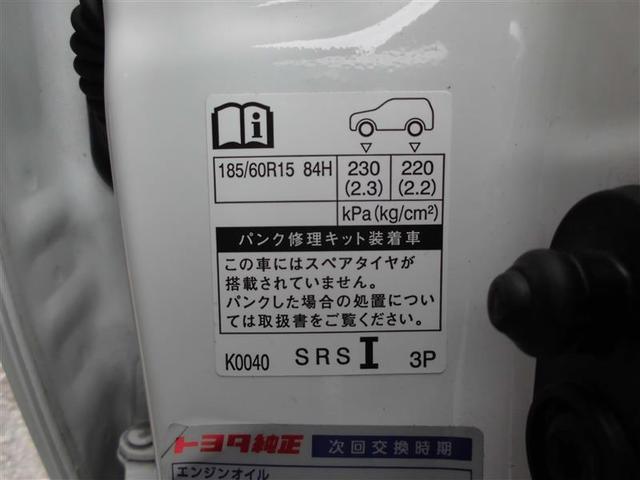 185/60R15 84H 230 (2.3) 220 (2.2)
kPa(kg/cm²)
パンク修理キット装着車
この車にはスペアタイヤが
搭載されていません。
パンクした場合の処置につい
ては取扱書をご覧ください。
K0040 SRS I 3P
トヨタ純正 次回交換時期
エンジンオイル